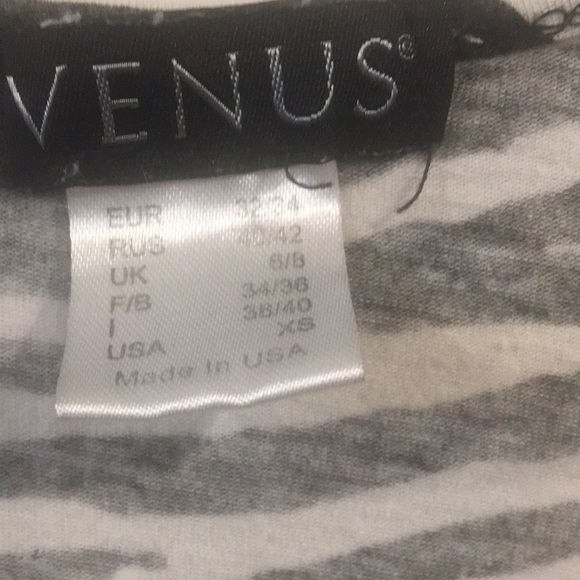 VENUS®
EUR 32/34
RUS 40/42
UK 6/8
F/B 34/36
I 38/40
USA XS
Made In USA